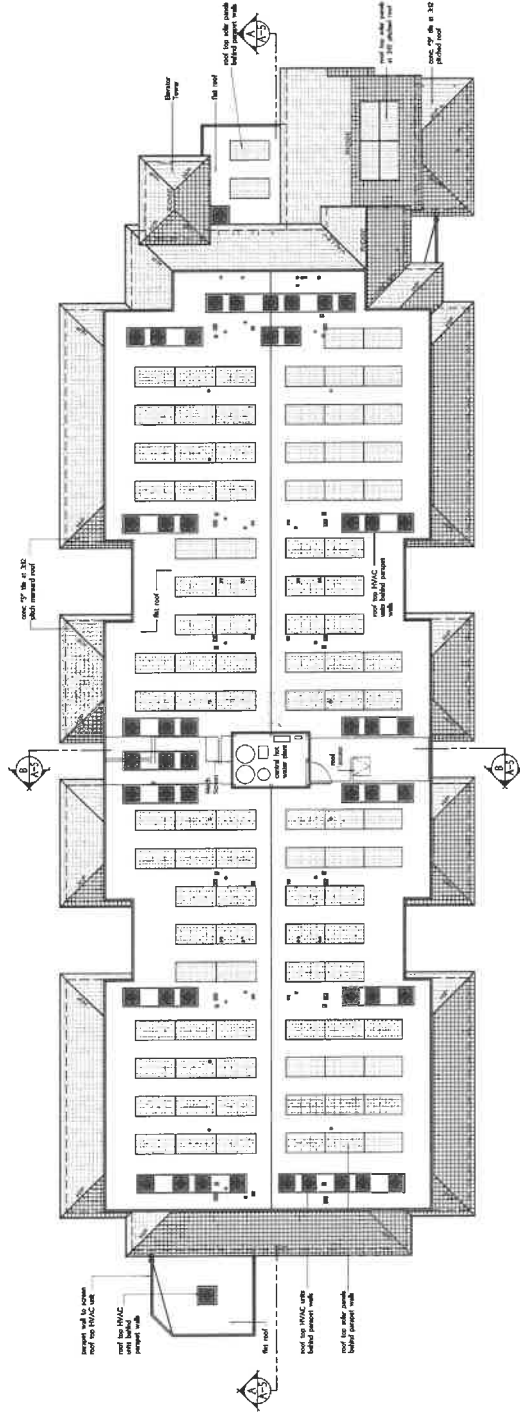 A
A-5
roof top solar panels
behind parapet walls
flat roof
Elevator
Tower
roof top solar panels
at 3:12 pitched roof
conc. "S" tile at 3:12
pitched roof
conc. "S" tile at 3:12
pitch mansard roof
flat roof
roof top HVAC
units behind parapet
walls
B
A-5
central hot
water plant
roof
access
B
A-5
parapet wall to screen
roof top HVAC unit
roof top HVAC
units behind
parapet walls
flat roof
roof top HVAC units
behind parapet walls
roof top solar panels
behind parapet walls
A
A-5